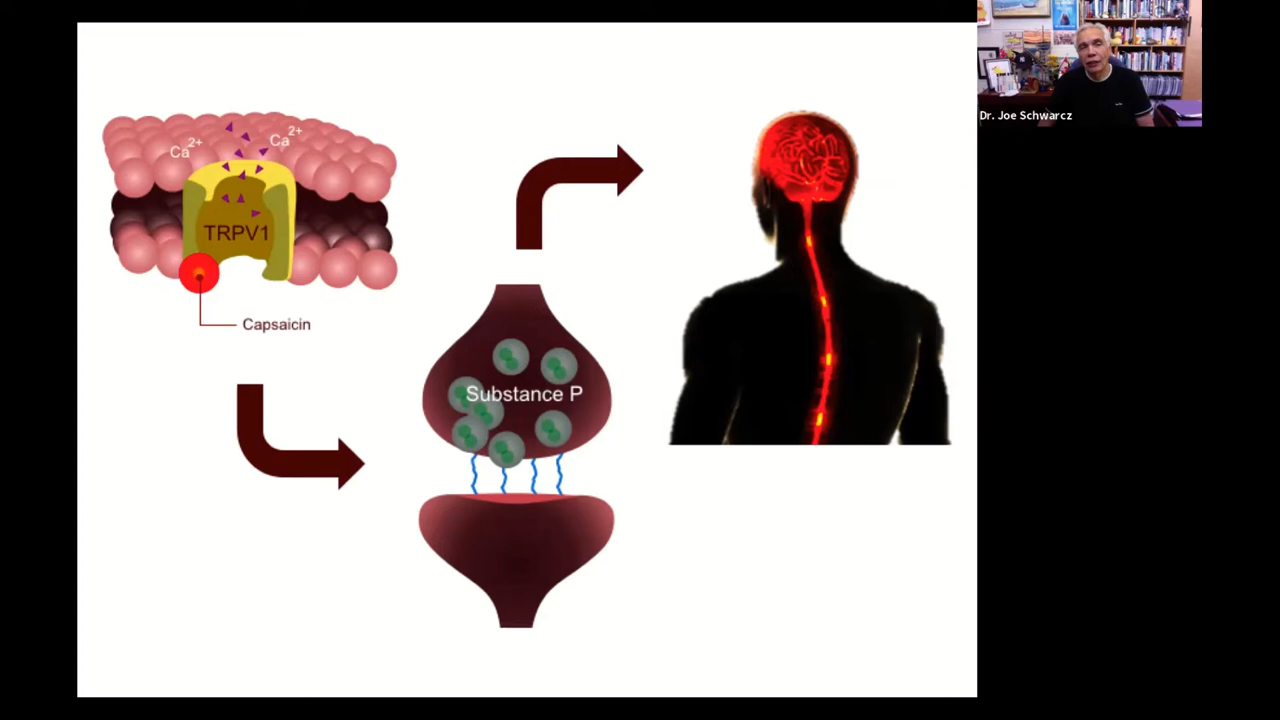 Ca2+
Ca2+
TRPV1
Capsaicin
Substance P
Dr. Joe Schwarcz